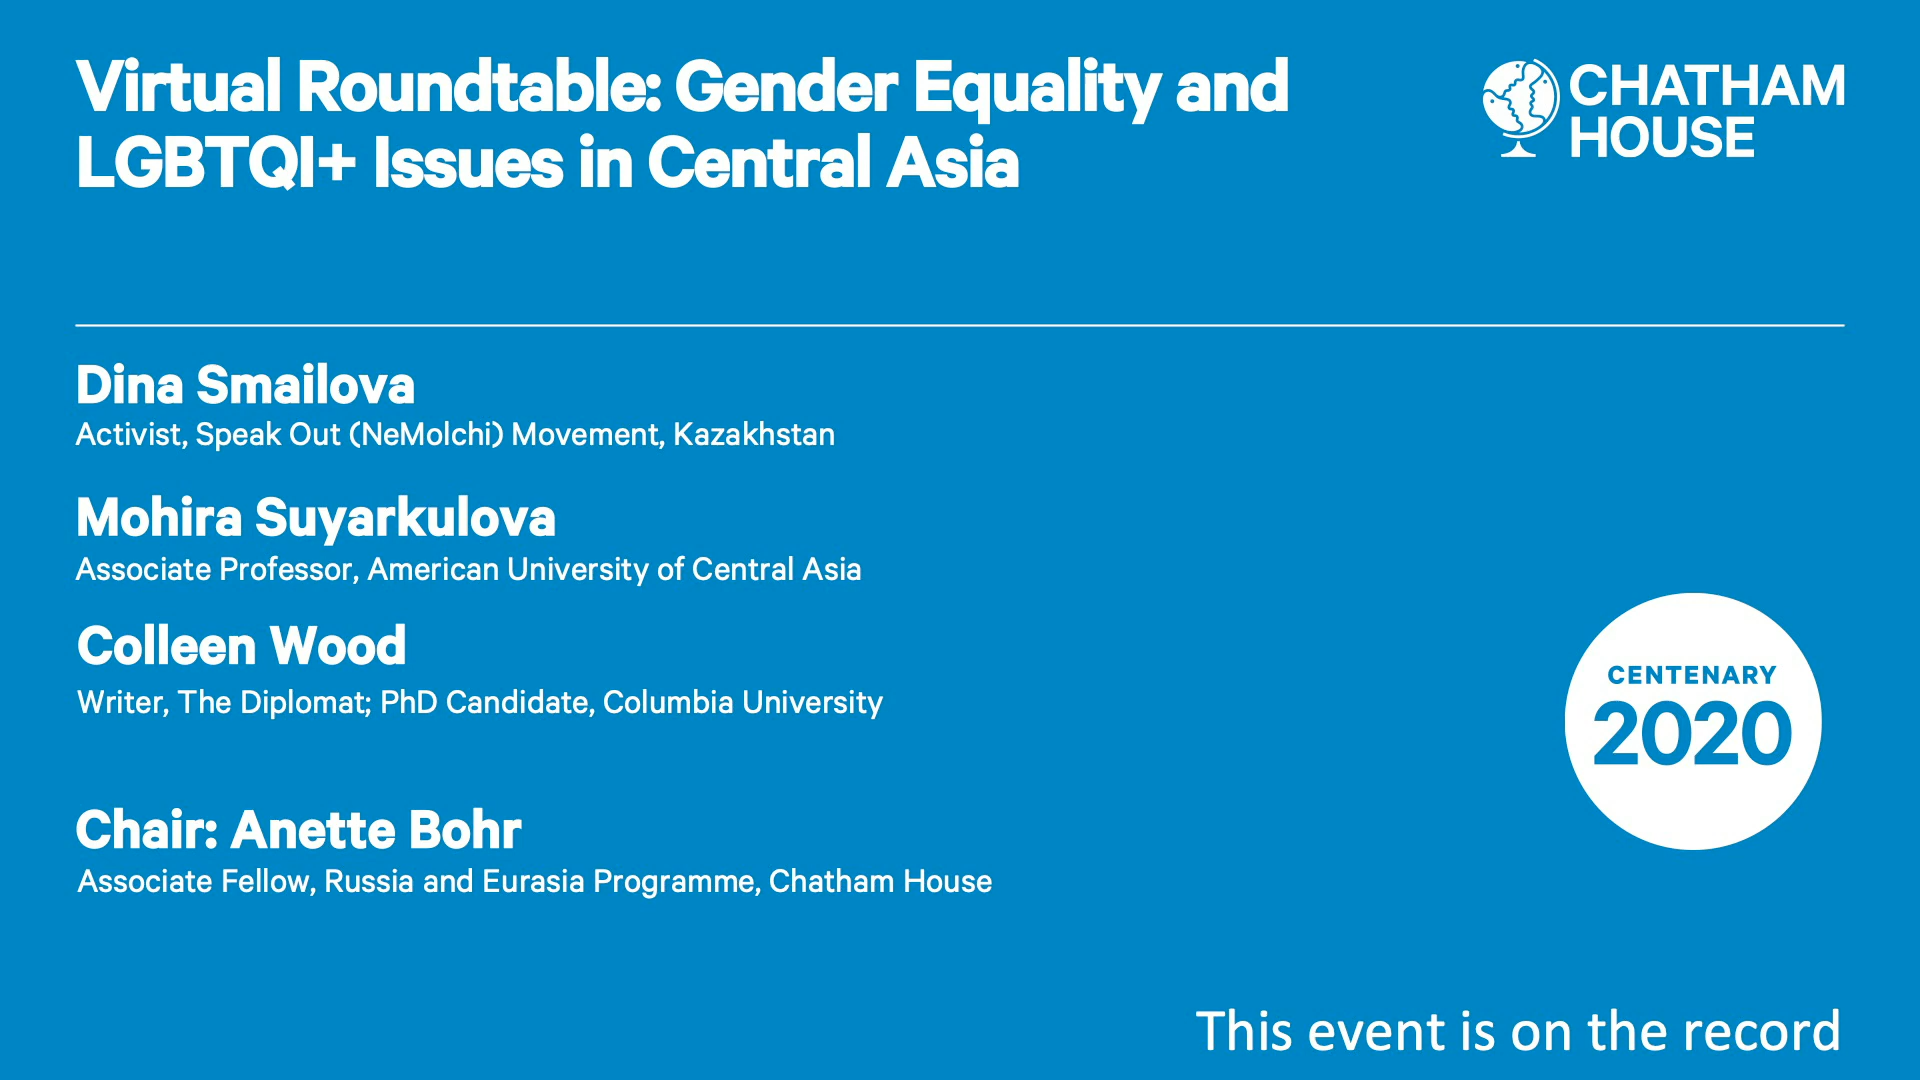 Virtual Roundtable: Gender Equality and
LGBTQI+ Issues in Central Asia
CHATHAM
HOUSE
Dina Smailova
Activist, Speak Out (NeMolchi) Movement, Kazakhstan
Mohira Suyarkulova
Associate Professor, American University of Central Asia
Colleen Wood
Writer, The Diplomat; PhD Candidate, Columbia University
CENTENARY
2020
Chair: Anette Bohr
Associate Fellow, Russia and Eurasia Programme, Chatham House
This event is on the record